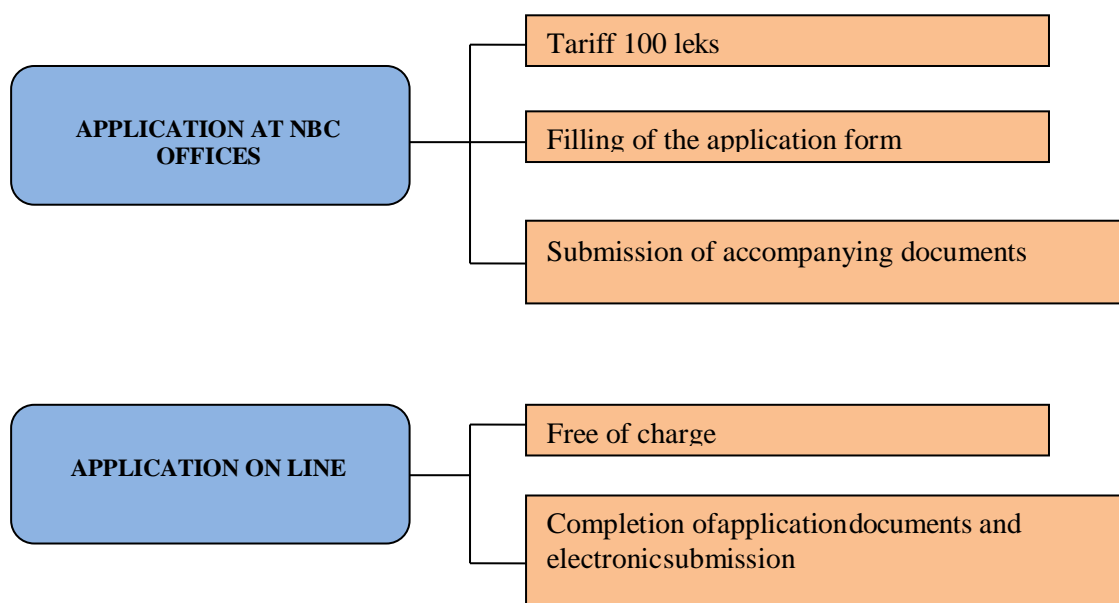 Tariff 100 leks
APPLICATION AT NBC
OFFICES
Filling of the application form
Submission of accompanying documents
Free of charge
APPLICATION ON LINE
Completion ofapplicationdocuments and
electronicsubmission